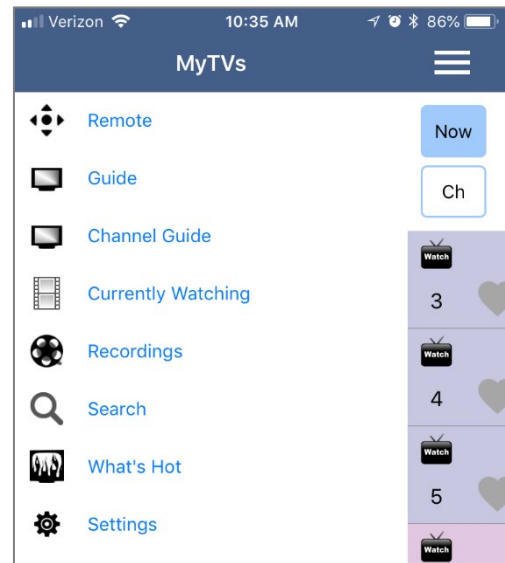 Verizon 10:35 AM 86%
MyTVs
Remote
Now
Guide
Ch
Channel Guide
Watch
Currently Watching
3
Recordings
Watch
Search
4
Watch
What's Hot
5
Settings
Watch